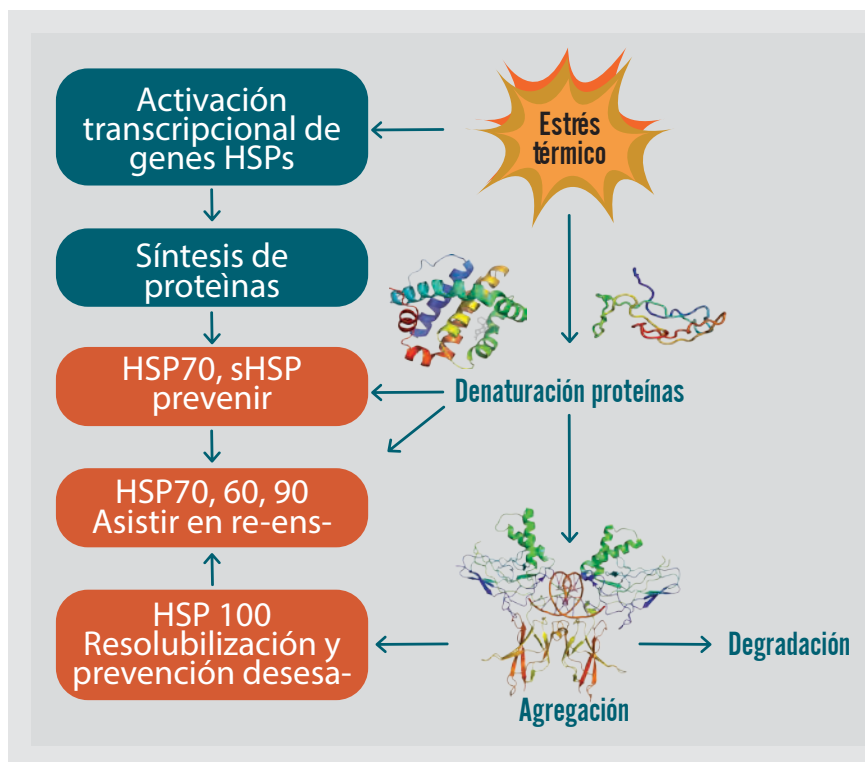 Activación
transcripcional de
genes HSPs
Estrés
térmico
Síntesis de
proteìnas
HSP70, sHSP
prevenir
Denaturación proteínas
HSP70, 60, 90
Asistir en re-ens-
HSP 100
Resolubilización y
prevención desesa-
Degradación
Agregación